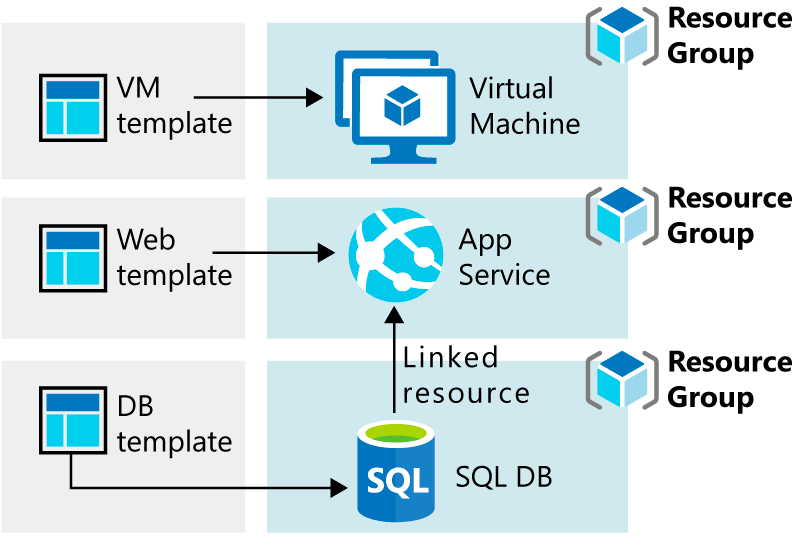 VM
template
Virtual
Machine
Resource
Group
Web
template
App
Service
Resource
Group
Linked
resource
DB
template
SQL
SQL DB
Resource
Group